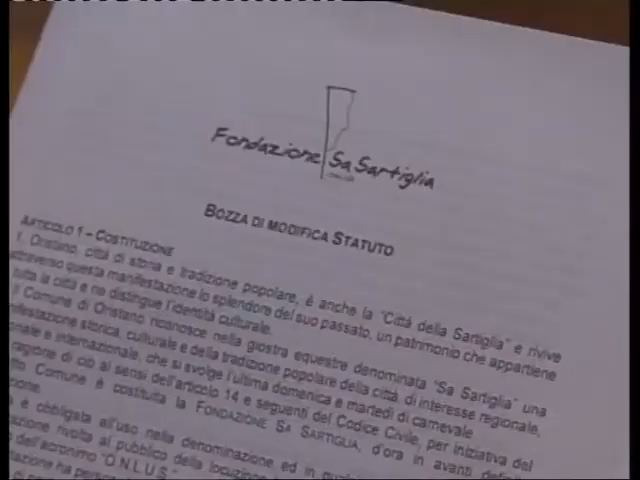 Fondazione Sa Sartiglia
BOZZA DI MODIFICA STATUTO
ARTICOLO 1 – COSTITUZIONE
1. Oristano, città di storia e tradizione popolare, è anche la "Città della Sartiglia" e rivive
attraverso questa manifestazione lo splendore del suo passato, un patrimonio che appartiene
tutta la città e ne distingue l'identità culturale.
Il Comune di Oristano riconosce nella giostra equestre denominata "Sa Sartiglia" una
manifestazione storica, culturale e della tradizione popolare della città, di interesse regionale,
e internazionale, che si svolge l'ultima domenica e martedì di carnevale
ragione di ciò ai sensi dell'articolo 14 e seguenti del Codice Civile, per iniziativa del
Comune è costituita la FONDAZIONE SA SARTIGLIA, d'ora in avanti
è obbligata all'uso nella denominazione ed in
rivolta al pubblico della locuzione
dell'acronimo "O.N.L.U.S."
ha